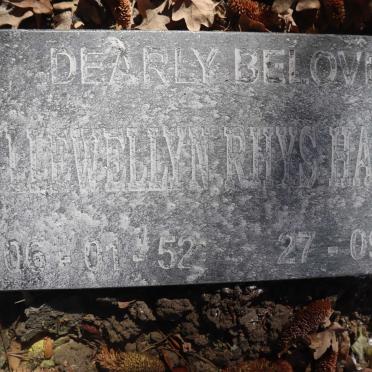 DEARLY BELOV
LLEWELLYN RHYS HA
06 - 01 - 52 27 - 09